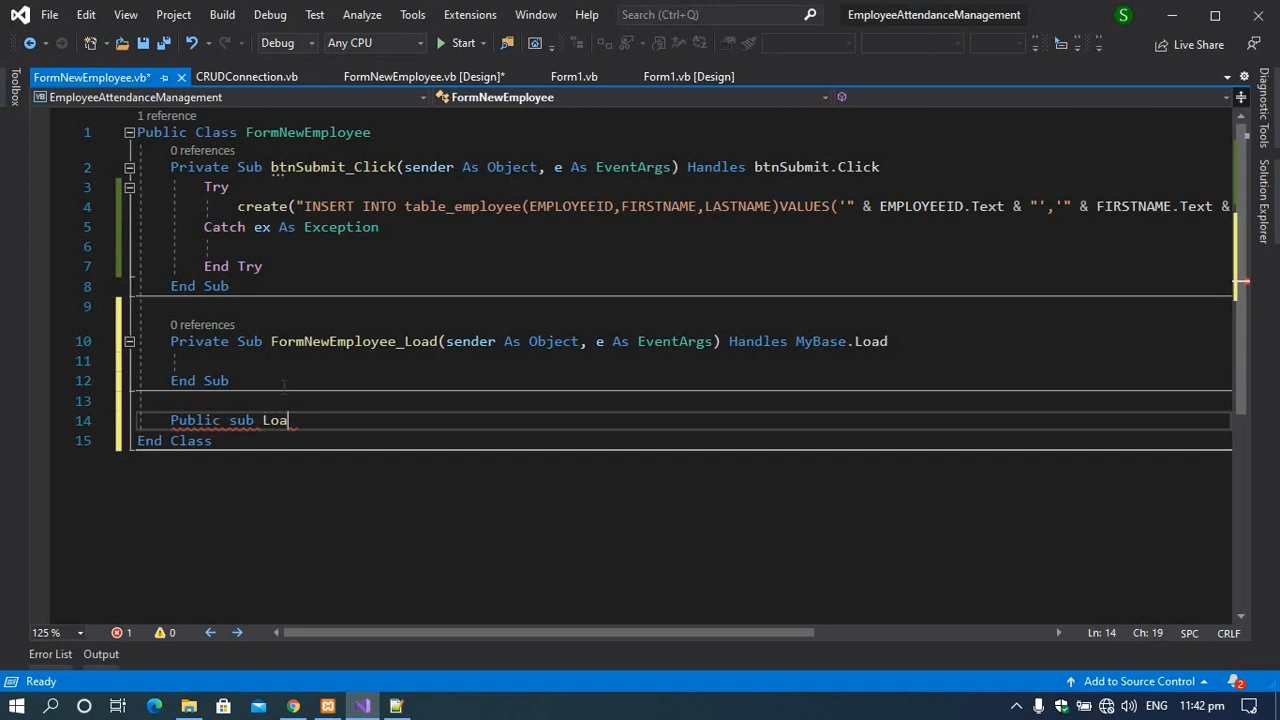 File Edit View Project Build Debug Test Analyze Tools Extensions Window Help Search (Ctrl+Q) EmployeeAttendanceManagement S
Debug Any CPU Start Live Share
FormNewEmployee.vb* CRUDConnection.vb FormNewEmployee.vb [Design]* Form1.vb Form1.vb [Design]
VB EmployeeAttendanceManagement FormNewEmployee
Toolbox
Diagnostic Tools
Solution Explorer
1 reference
1 Public Class FormNewEmployee
0 references
2 Private Sub btnSubmit_Click(sender As Object, e As EventArgs) Handles btnSubmit.Click
3 Try
4 create("INSERT INTO table_employee(EMPLOYEEID,FIRSTNAME,LASTNAME)VALUES('" & EMPLOYEEID.Text & "','" & FIRSTNAME.Text &
5 Catch ex As Exception
6
7 End Try
8 End Sub
9
0 references
10 Private Sub FormNewEmployee_Load(sender As Object, e As EventArgs) Handles MyBase.Load
11
12 End Sub
13
14 Public sub Loa
15 End Class
125 % 1 0 Ln: 14 Ch: 19 SPC CRLF
Error List Output
Ready Add to Source Control 2
ENG 11:42 pm